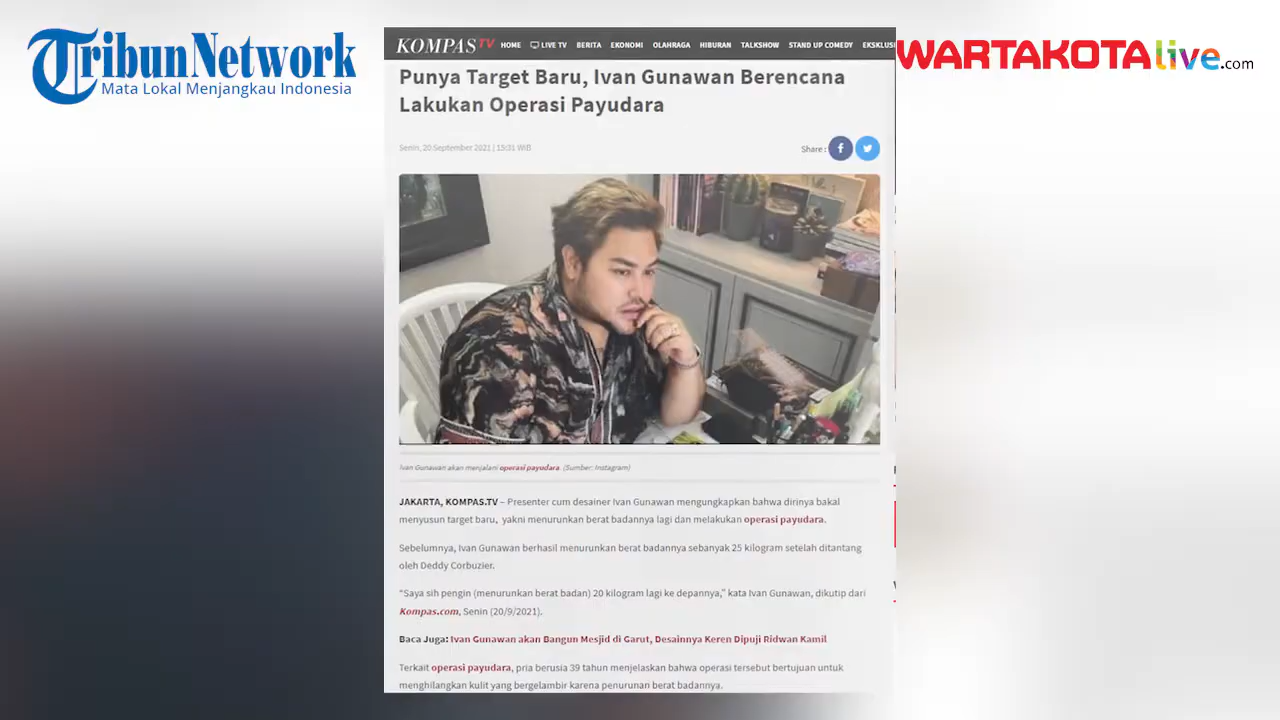 TribunNetwork
Mata Lokal Menjangkau Indonesia
KOMPASTV HOME LIVE TV BERITA EKONOMI OLAHRAGA HIBURAN TALKSHOW STAND UP COMEDY EKSKLUSI
WARTAKOTAlive.com
Punya Target Baru, Ivan Gunawan Berencana
Lakukan Operasi Payudara
Senin, 20 September 2021 | 15:31 WIB
Share :
Ivan Gunawan akan menjalani operasi payudara. (Sumber: Instagram)
JAKARTA, KOMPAS.TV – Presenter cum desainer Ivan Gunawan mengungkapkan bahwa dirinya bakal
menyusun target baru, yakni menurunkan berat badannya lagi dan melakukan operasi payudara.
Sebelumnya, Ivan Gunawan berhasil menurunkan berat badannya sebanyak 25 kilogram setelah ditantang
oleh Deddy Corbuzier.
“Saya sih pengin (menurunkan berat badan) 20 kilogram lagi ke depannya,” kata Ivan Gunawan, dikutip dari
Kompas.com, Senin (20/9/2021).
Baca Juga: Ivan Gunawan akan Bangun Mesjid di Garut, Desainnya Keren Dipuji Ridwan Kamil
Terkait operasi payudara, pria berusia 39 tahun menjelaskan bahwa operasi tersebut bertujuan untuk
menghilangkan kulit yang bergelambir karena penurunan berat badannya.